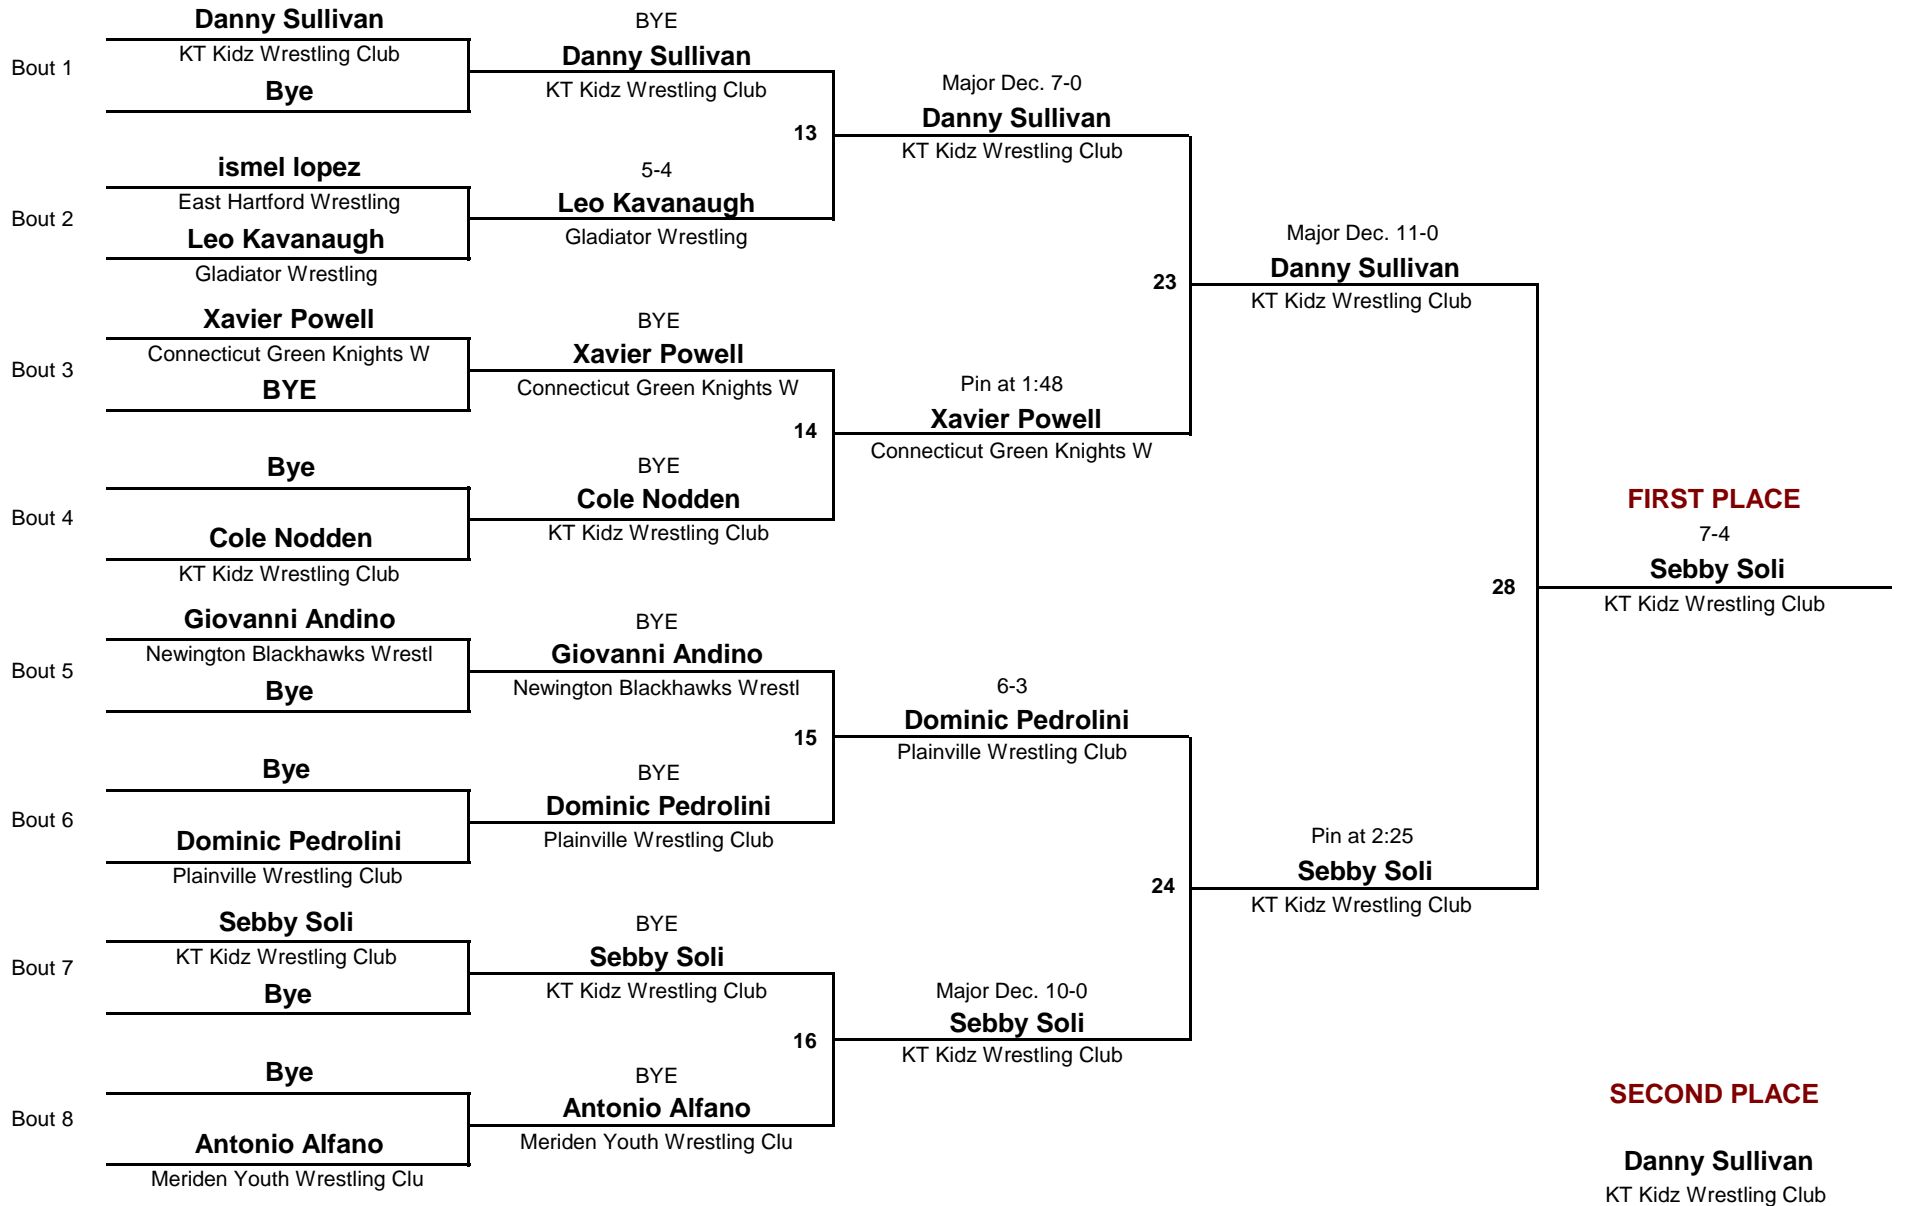 Danny Sullivan
Bout 1
KT Kidz Wrestling Club
Bye
ismel lopez
Bout 2
East Hartford Wrestling
Leo Kavanaugh
Gladiator Wrestling
Xavier Powell
Bout 3
Connecticut Green Knights W
BYE
Bye
Bout 4
Cole Nodden
KT Kidz Wrestling Club
Giovanni Andino
Bout 5
Newington Blackhawks Wrestl
Bye
Bye
Bout 6
Dominic Pedrolini
Plainville Wrestling Club
Sebby Soli
Bout 7
KT Kidz Wrestling Club
Bye
Bye
Bout 8
Antonio Alfano
Meriden Youth Wrestling Clu
BYE
Danny Sullivan
KT Kidz Wrestling Club
13
5-4
Leo Kavanaugh
Gladiator Wrestling
BYE
Xavier Powell
Connecticut Green Knights W
14
BYE
Cole Nodden
KT Kidz Wrestling Club
BYE
Giovanni Andino
Newington Blackhawks Wrestl
15
BYE
Dominic Pedrolini
Plainville Wrestling Club
BYE
Sebby Soli
KT Kidz Wrestling Club
16
BYE
Antonio Alfano
Meriden Youth Wrestling Clu
Major Dec. 7-0
Danny Sullivan
KT Kidz Wrestling Club
23
Pin at 1:48
Xavier Powell
Connecticut Green Knights W
6-3
Dominic Pedrolini
Plainville Wrestling Club
24
Major Dec. 10-0
Sebby Soli
KT Kidz Wrestling Club
Major Dec. 11-0
Danny Sullivan
KT Kidz Wrestling Club
28
Pin at 2:25
Sebby Soli
KT Kidz Wrestling Club
FIRST PLACE
7-4
Sebby Soli
KT Kidz Wrestling Club
SECOND PLACE
Danny Sullivan
KT Kidz Wrestling Club